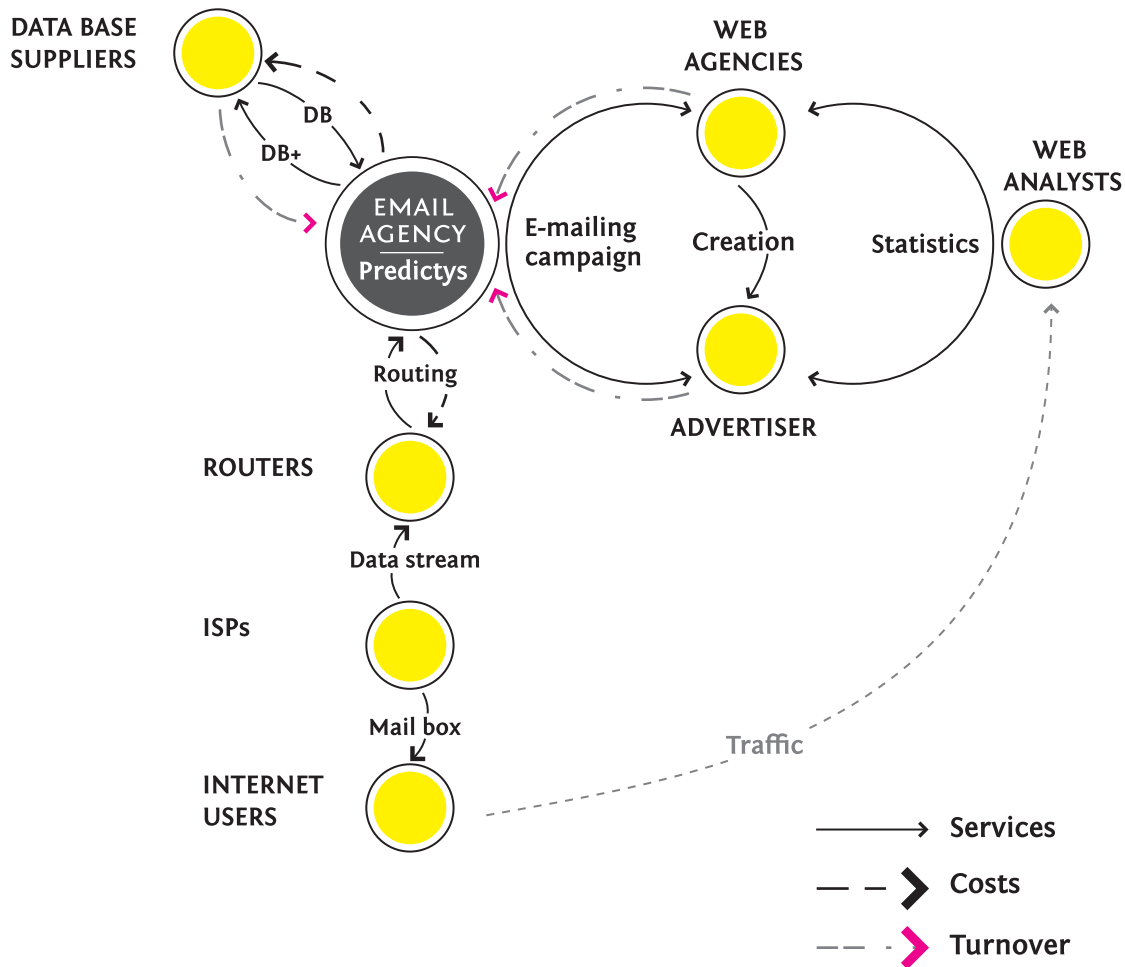 DATA BASE
SUPPLIERS
DB
DB+
WEB
AGENCIES
WEB
ANALYSTS
EMAIL
AGENCY
Predictys
E-mailing
campaign
Creation
Statistics
ADVERTISER
Routing
ROUTERS
Data stream
ISPs
Mail box
INTERNET
USERS
Traffic
Services
Costs
Turnover